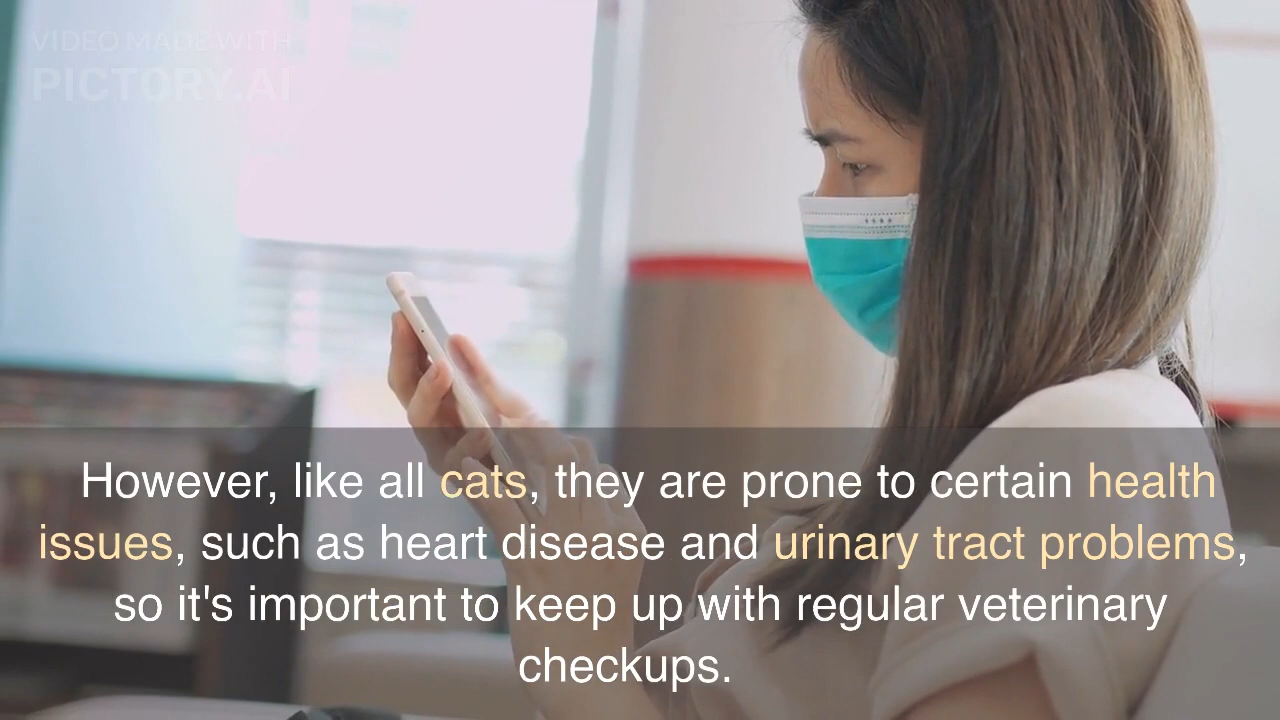 VIDEO MADE WITH
PICTORY.AI
However, like all cats, they are prone to certain health
issues, such as heart disease and urinary tract problems,
so it's important to keep up with regular veterinary
checkups.